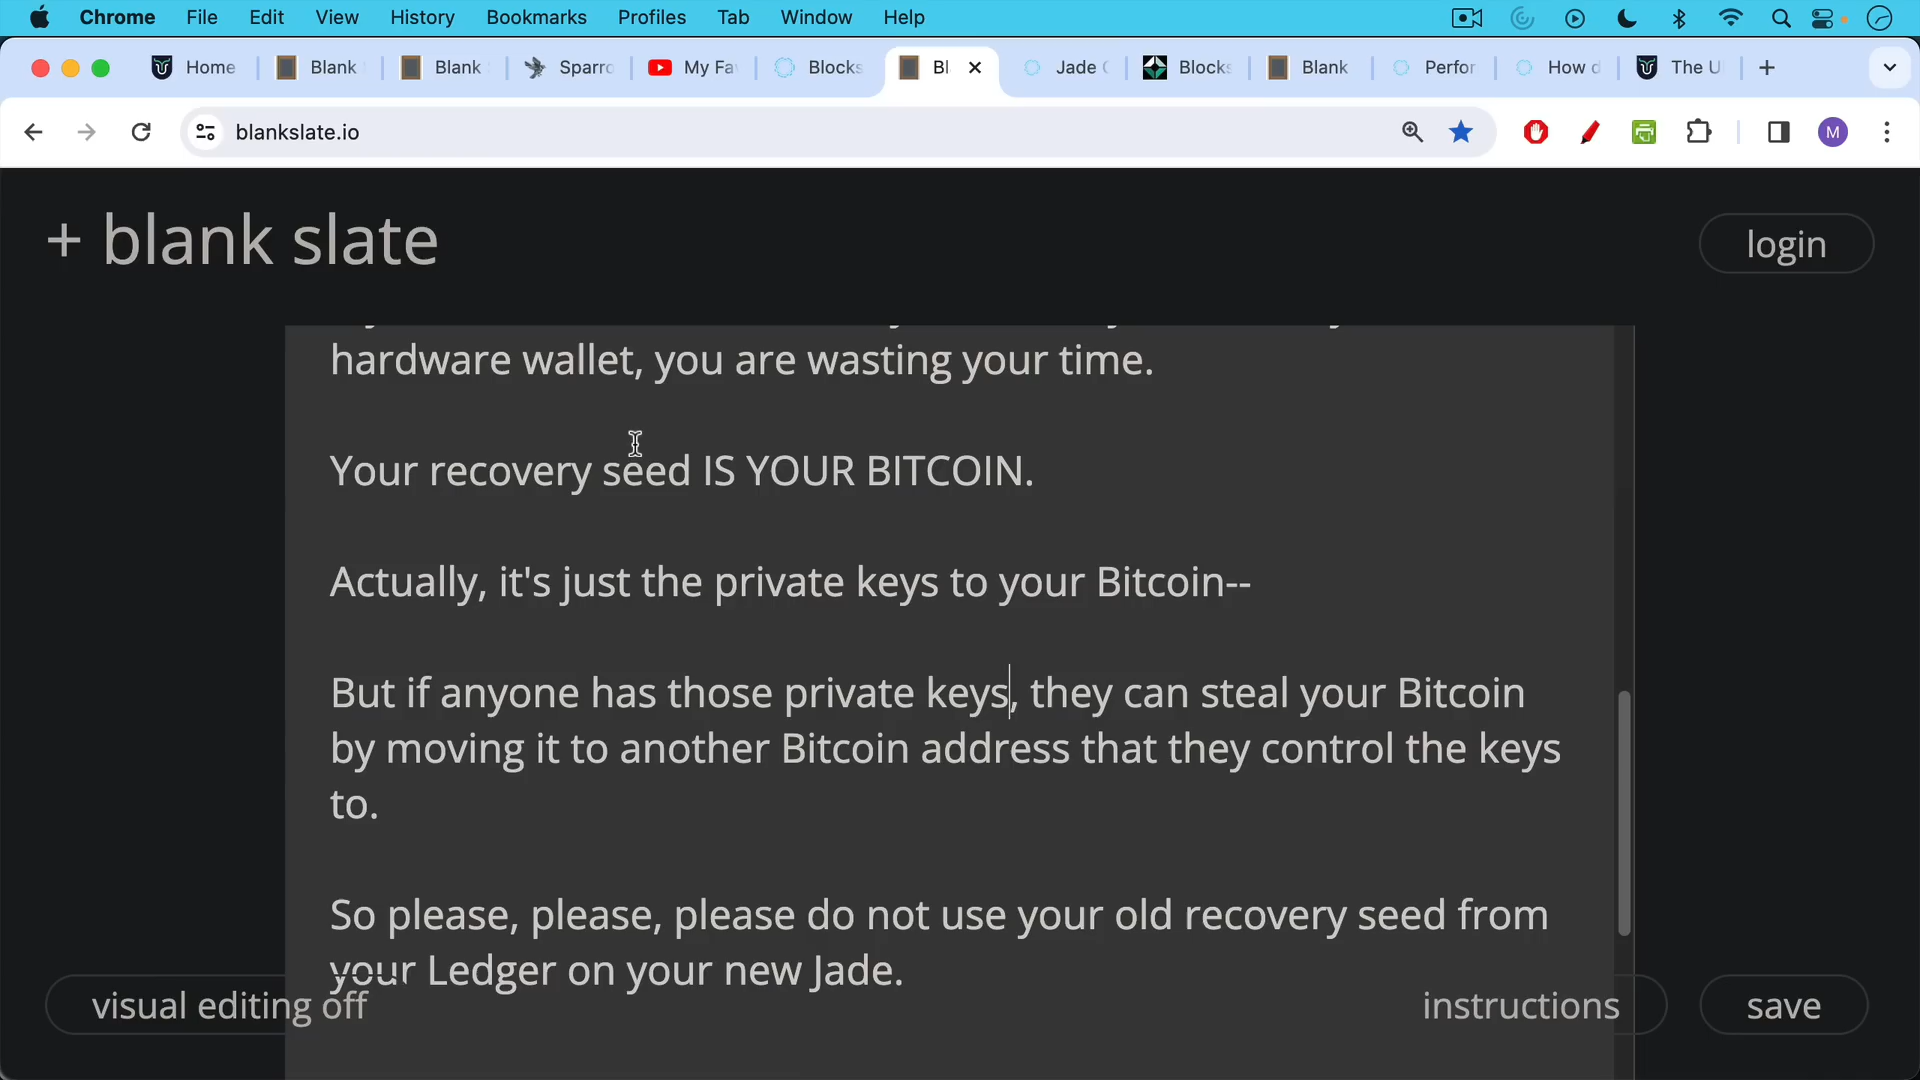 Chrome File Edit View History Bookmarks Profiles Tab Window Help
Home Blank Blank Sparro My Fa Blocks Bl Jade Blocks Blank Perfor How d The U
blankslate.io
M
+ blank slate
login
hardware wallet, you are wasting your time.
Your recovery seed IS YOUR BITCOIN.
Actually, it's just the private keys to your Bitcoin--
But if anyone has those private keys, they can steal your Bitcoin
by moving it to another Bitcoin address that they control the keys
to.
So please, please, please do not use your old recovery seed from
your Ledger on your new Jade.
visual editing off
instructions
save